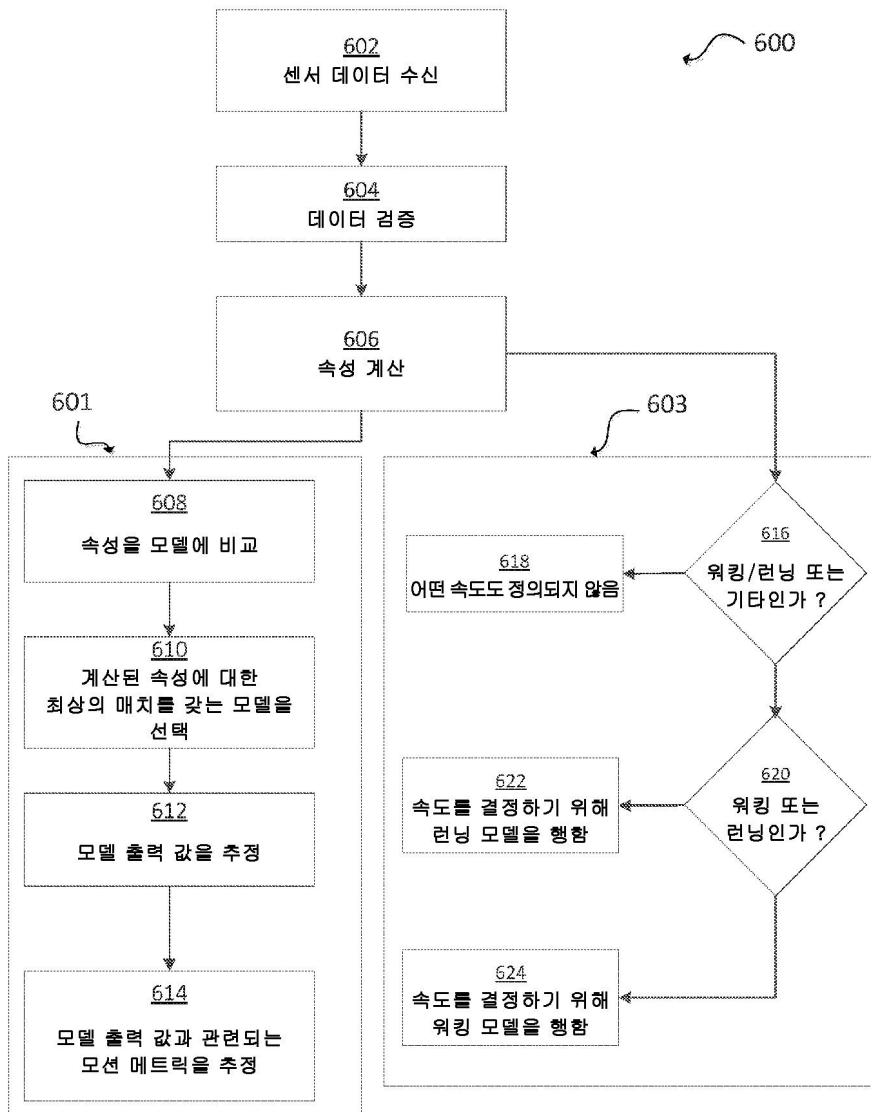 600
602
센서 데이터 수신
604
데이터 검증
606
속성 계산
601
603
608
속성을 모델에 비교
610
계산된 속성에 대한
최상의 매치를 갖는 모델을
선택
612
모델 출력 값을 추정
614
모델 출력 값과 관련되는
모션 메트릭을 추정
616
워킹/런닝 또는
기타인가 ?
618
어떤 속도도 정의되지 않음
620
워킹 또는
런닝인가 ?
622
속도를 결정하기 위해
런닝 모델을 행함
624
속도를 결정하기 위해
워킹 모델을 행함